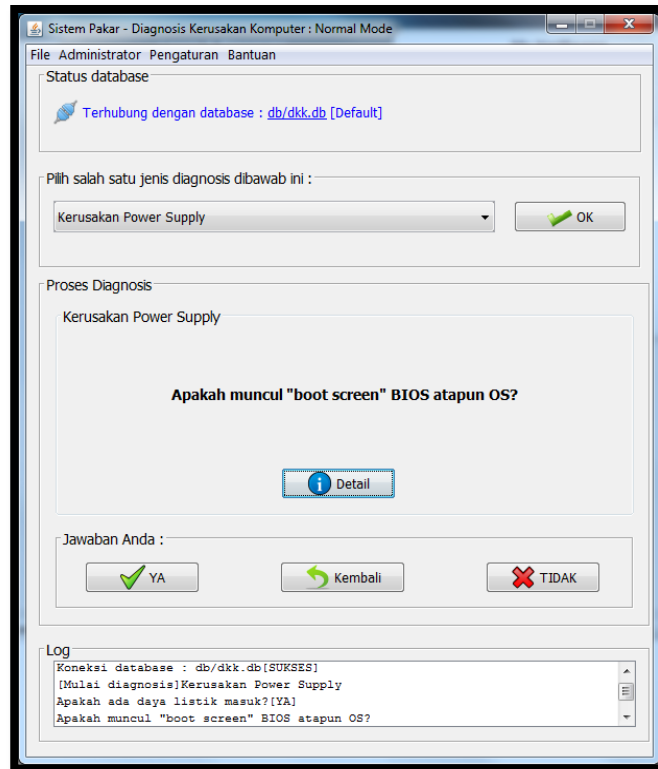 Sistem Pakar - Diagnosis Kerusakan Komputer : Normal Mode
File Administrator Pengaturan Bantuan
Status database
Terhubung dengan database : db/dkk.db [Default]
Pilih salah satu jenis diagnosis dibawab ini :
Kerusakan Power Supply
OK
Proses Diagnosis
Kerusakan Power Supply
Apakah muncul "boot screen" BIOS atapun OS?
Detail
Jawaban Anda :
YA Kembali TIDAK
Log
Koneksi database : db/dkk.db[SUKSES]
[Mulai diagnosis]Kerusakan Power Supply
Apakah ada daya listik masuk?[YA]
Apakah muncul "boot screen" BIOS atapun OS?